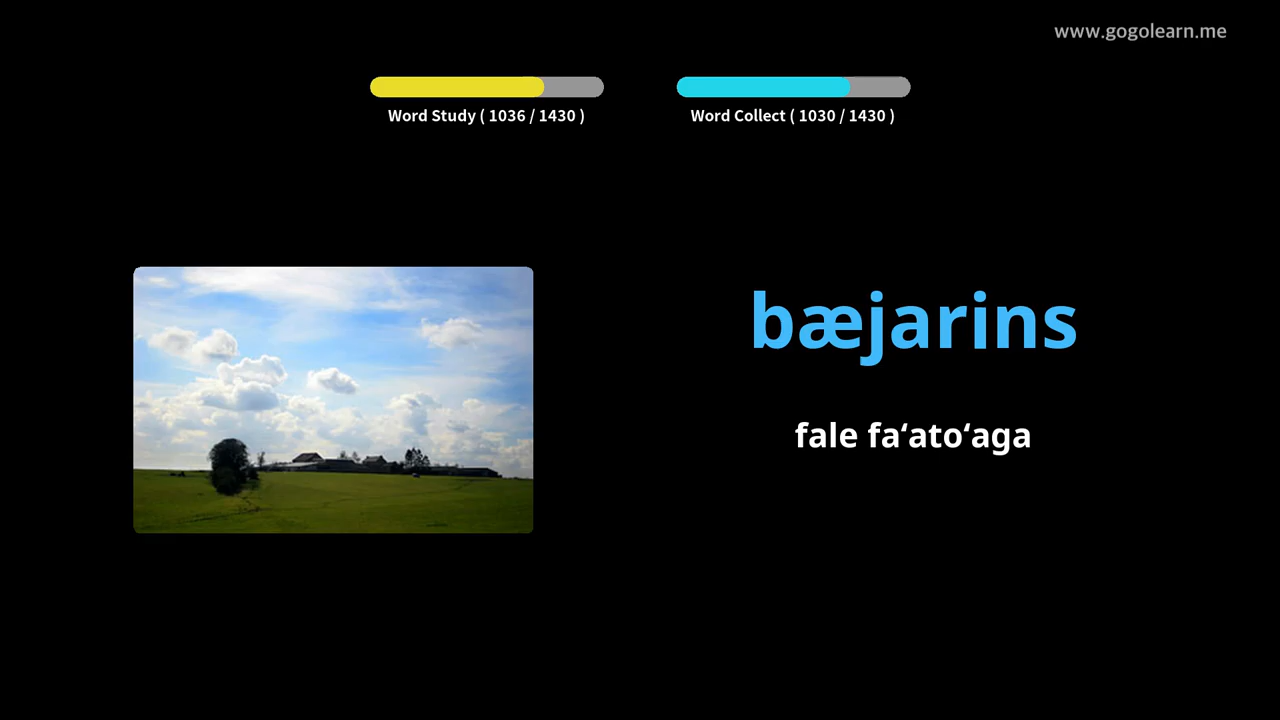 www.gogolearn.me
Word Study ( 1036 / 1430 )
Word Collect ( 1030 / 1430 )
bæjarins
fale faʻatoʻaga